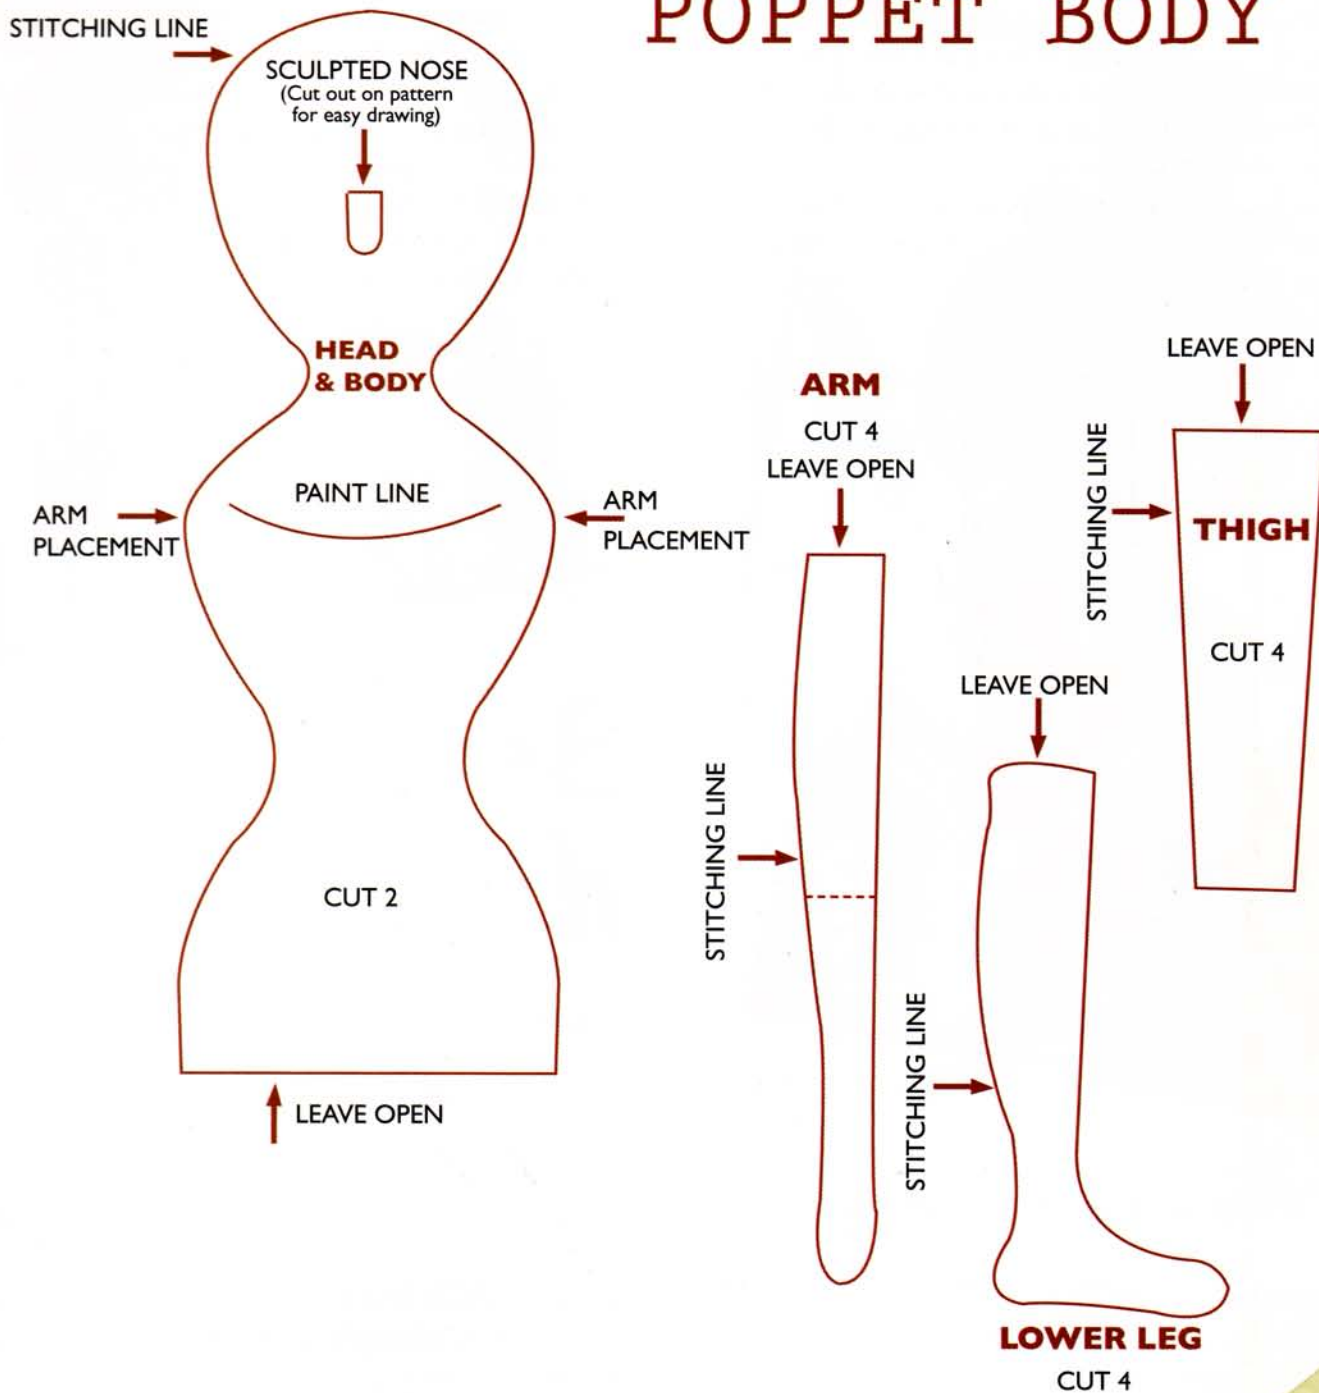 POPPET BODY
STITCHING LINE
SCULPTED NOSE
(Cut out on pattern
for easy drawing)
HEAD
& BODY
PAINT LINE
ARM
PLACEMENT
ARM
PLACEMENT
CUT 2
LEAVE OPEN
ARM
CUT 4
LEAVE OPEN
STITCHING LINE
LEAVE OPEN
STITCHING LINE
LOWER LEG
CUT 4
LEAVE OPEN
STITCHING LINE
THIGH
CUT 4